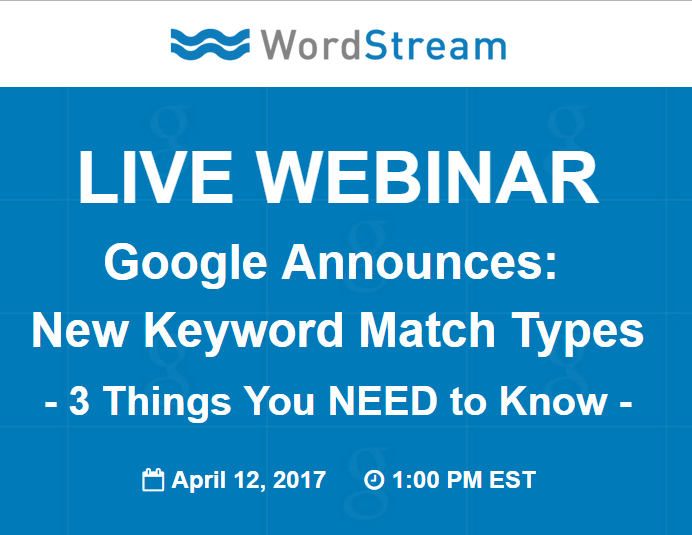 WordStream
LIVE WEBINAR
Google Announces:
New Keyword Match Types
- 3 Things You NEED to Know -
April 12, 2017 1:00 PM EST